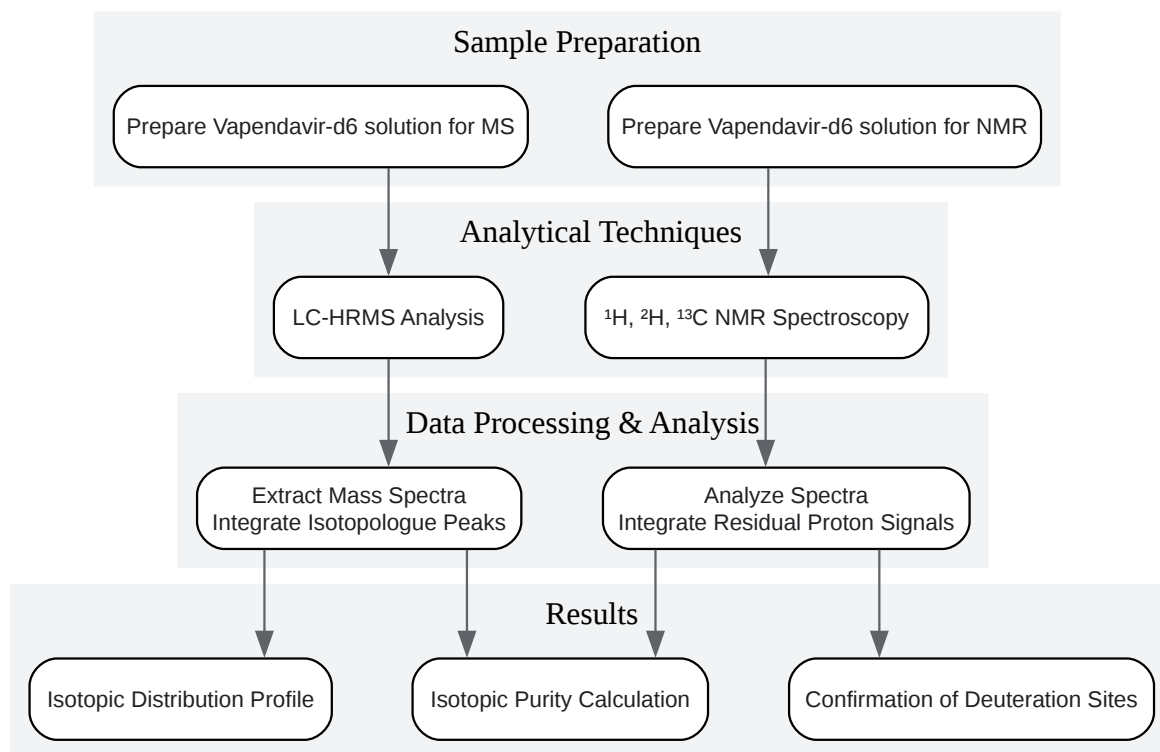 Sample Preparation
Prepare Vapendavir-d6 solution for MS
Prepare Vapendavir-d6 solution for NMR
Analytical Techniques
LC-HRMS Analysis
¹H, ²H, ¹³C NMR Spectroscopy
Data Processing & Analysis
Extract Mass Spectra
Integrate Isotopologue Peaks
Analyze Spectra
Integrate Residual Proton Signals
Results
Isotopic Distribution Profile
Isotopic Purity Calculation
Confirmation of Deuteration Sites